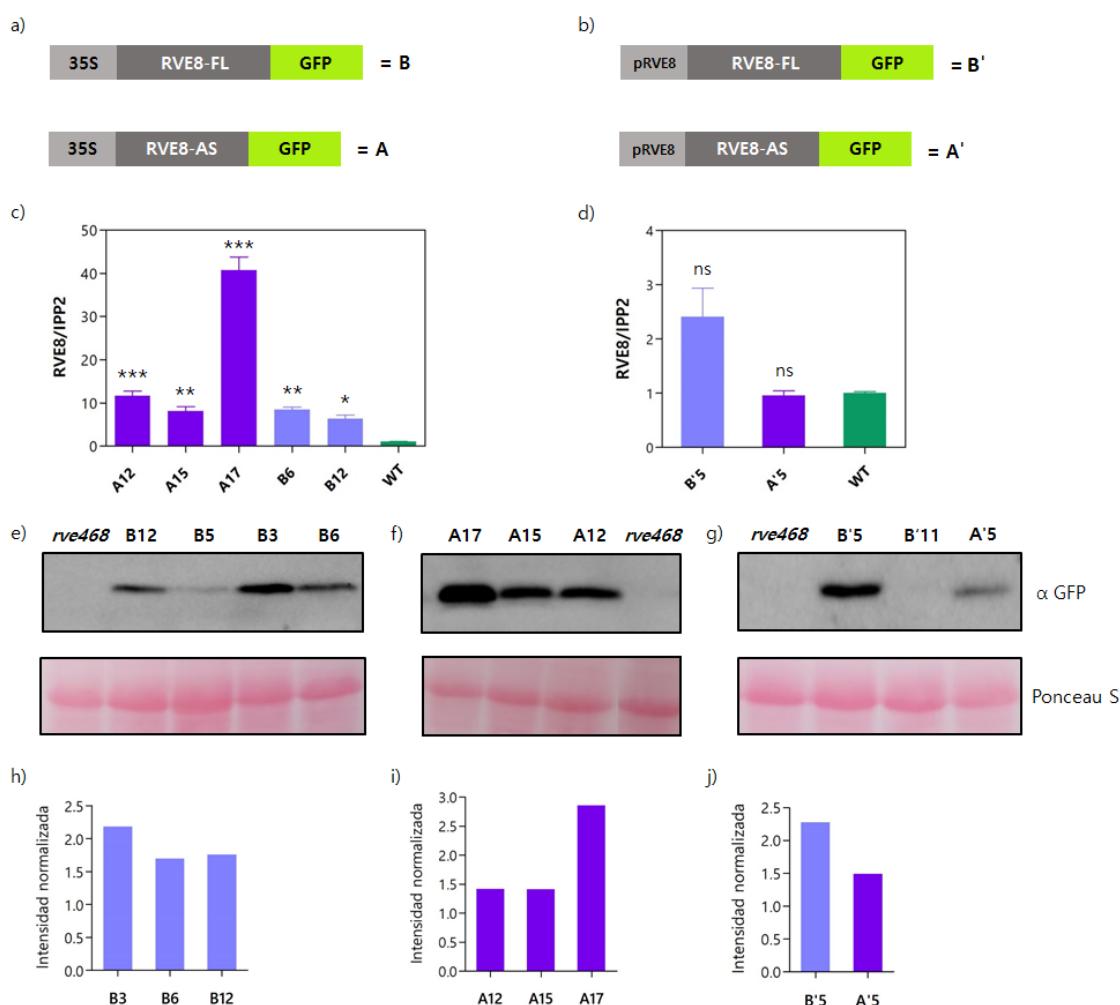 a)
35S RVE8-FL GFP = B
35S RVE8-AS GFP = A
b)
pRVE8 RVE8-FL GFP = B'
pRVE8 RVE8-AS GFP = A'
c)
RVE8/IPP2
50
40
30
20
10
0
*** ** *** ** *
A12 A15 A17 B6 B12 WT
d)
RVE8/IPP2
4
3
2
1
0
ns ns
B'5 A'5 WT
e) rve468 B12 B5 B3 B6
f) A17 A15 A12 rve468
g) rve468 B'5 B'11 A'5
α GFP
Ponceau S
h)
Intensidad normalizada
2.5
2.0
1.5
1.0
0.5
0.0
B3 B6 B12
i)
Intensidad normalizada
3.0
2.5
2.0
1.5
1.0
0.5
0.0
A12 A15 A17
j)
Intensidad normalizada
2.5
2.0
1.5
1.0
0.5
0.0
B'5 A'5